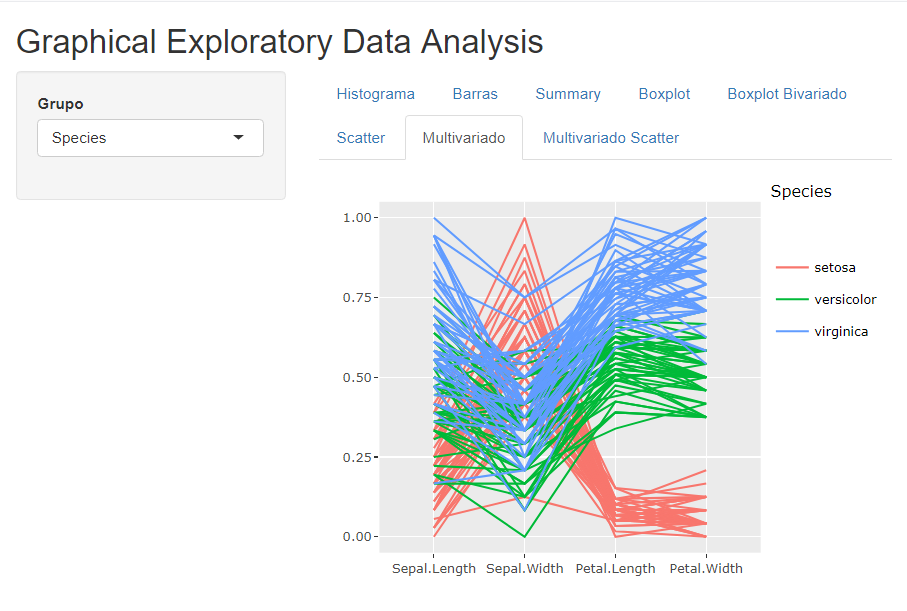 Graphical Exploratory Data Analysis
Grupo
Species
Histograma Barras Summary Boxplot Boxplot Bivariado
Scatter Multivariado Multivariado Scatter
Species
setosa
versicolor
virginica
1.00
0.75
0.50
0.25
0.00
Sepal.Length Sepal.Width Petal.Length Petal.Width